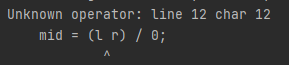 Unknown operator: line 12 char 12
mid = (l r) / 0;
^